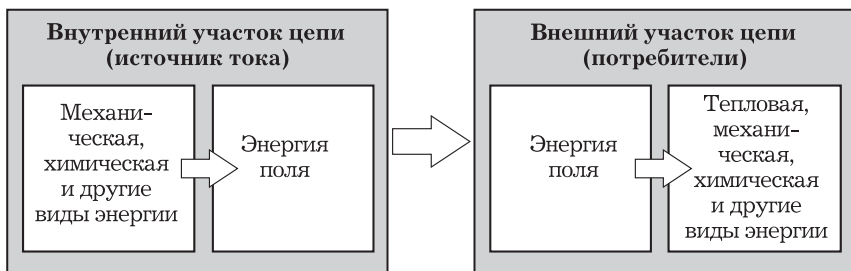 Внутренний участок цепи
(источник тока)
Механи-
ческая,
химическая
и другие
виды энергии
Энергия
поля
Внешний участок цепи
(потребители)
Энергия
поля
Тепловая,
механи-
ческая,
химическая
и другие
виды энергии